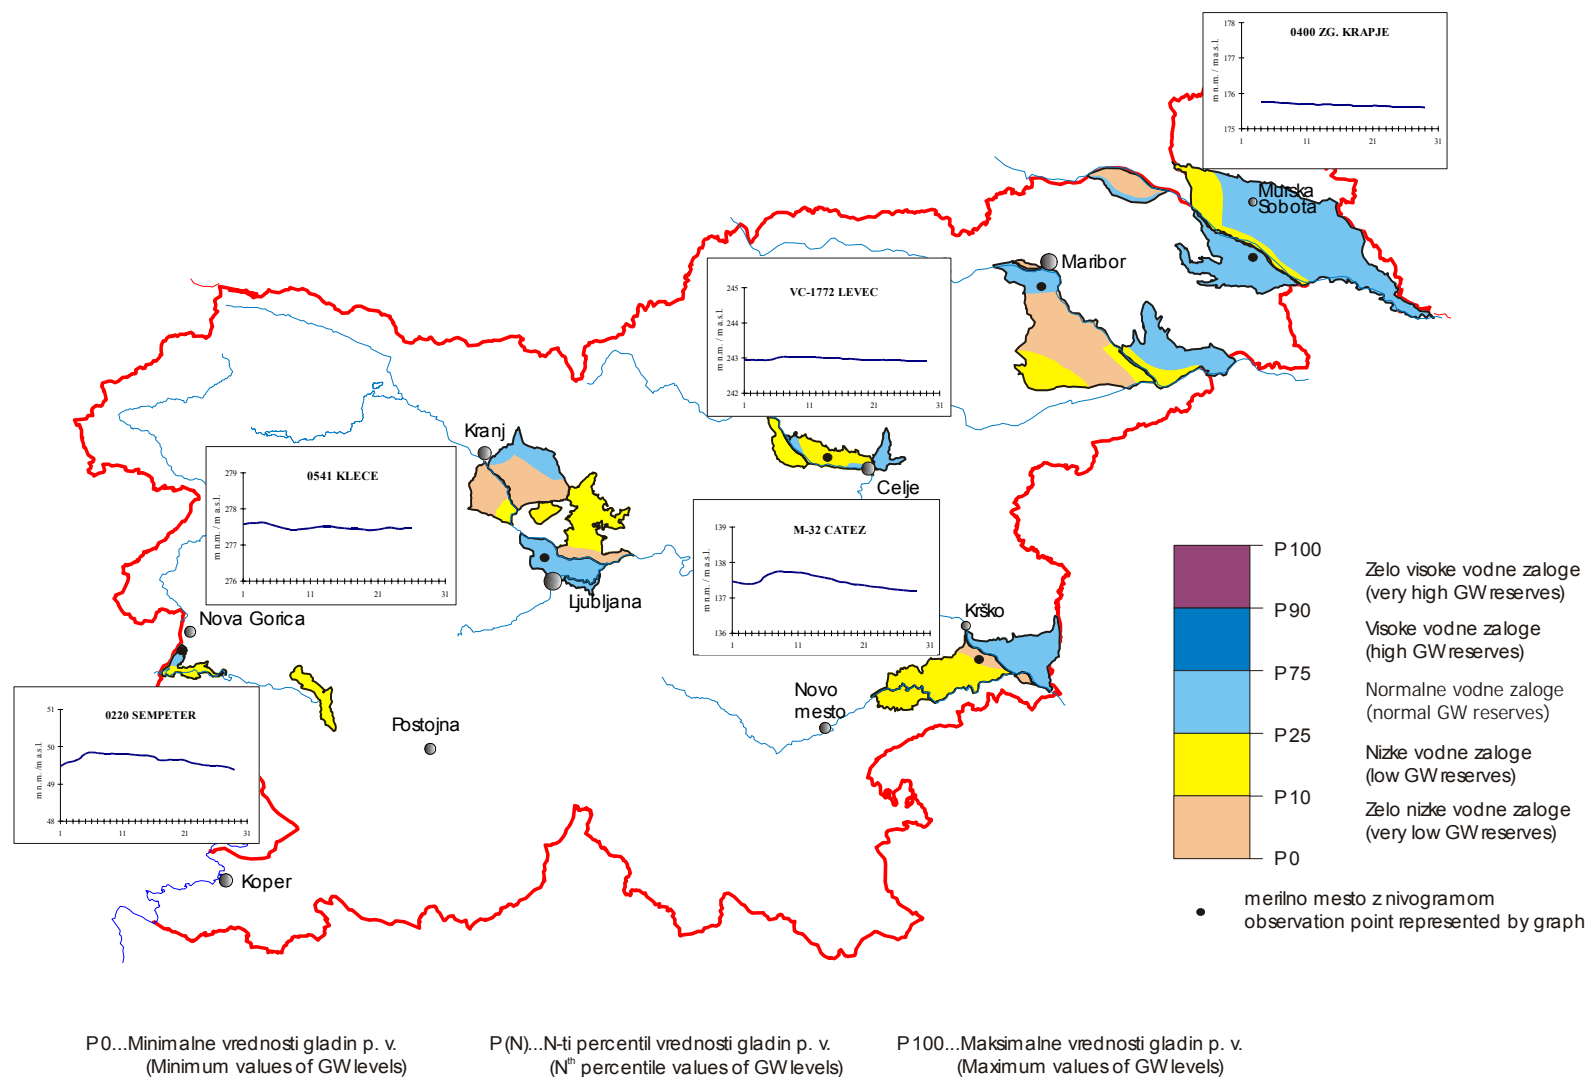 0400 ZG. KRAPJE
m n.m. / m a.s.l.
178
177
176
175
1
11
21
31
Murska
Sobota
Maribor
VC-1772 LEVEC
m n.m. / m a.s.l.
245
244
243
242
1
11
21
31
Kranj
Celje
0541 KLECE
m n.m. / m a.s.l.
279
278
277
276
1
11
21
31
M-32 CATEZ
m n.m. / m a.s.l.
139
138
137
136
1
11
21
31
Ljubljana
Nova Gorica
Krško
Novo
mesto
0220 SEMPETER
m n.m. /m a.s.l.
51
50
49
48
1
11
21
31
Postojna
Koper
P100
Zelo visoke vodne zaloge
(very high GW reserves)
P90
Visoke vodne zaloge
(high GW reserves)
P75
Normalne vodne zaloge
(normal GW reserves)
P25
Nizke vodne zaloge
(low GW reserves)
P10
Zelo nizke vodne zaloge
(very low GW reserves)
P0
merilno mesto z nivogramom
observation point represented by graph
P0...Minimalne vrednosti gladin p. v.
(Minimum values of GW levels)
P(N)...N-ti percentil vrednosti gladin p. v.
(Nth percentile values of GW levels)
P100...Maksimalne vrednosti gladin p. v.
(Maximum values of GW levels)